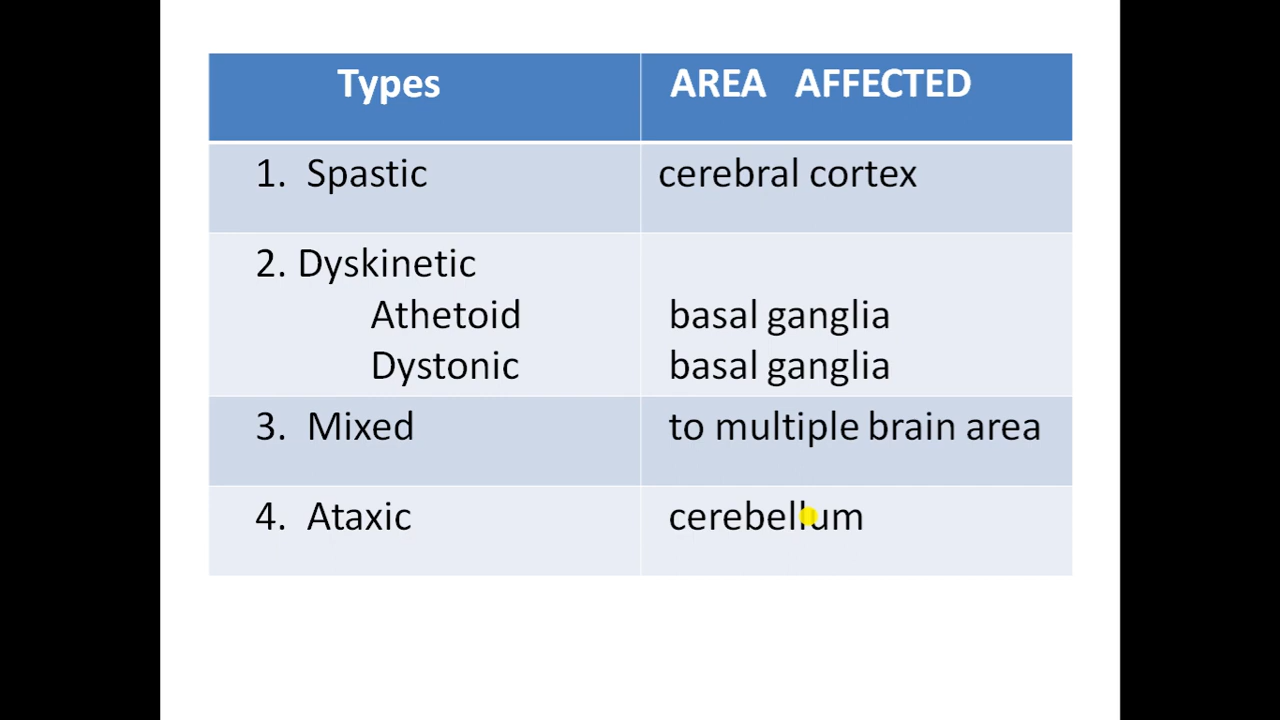 Types AREA AFFECTED
1. Spastic cerebral cortex
2. Dyskinetic
Athetoid basal ganglia
Dystonic basal ganglia
3. Mixed to multiple brain area
4. Ataxic cerebellum